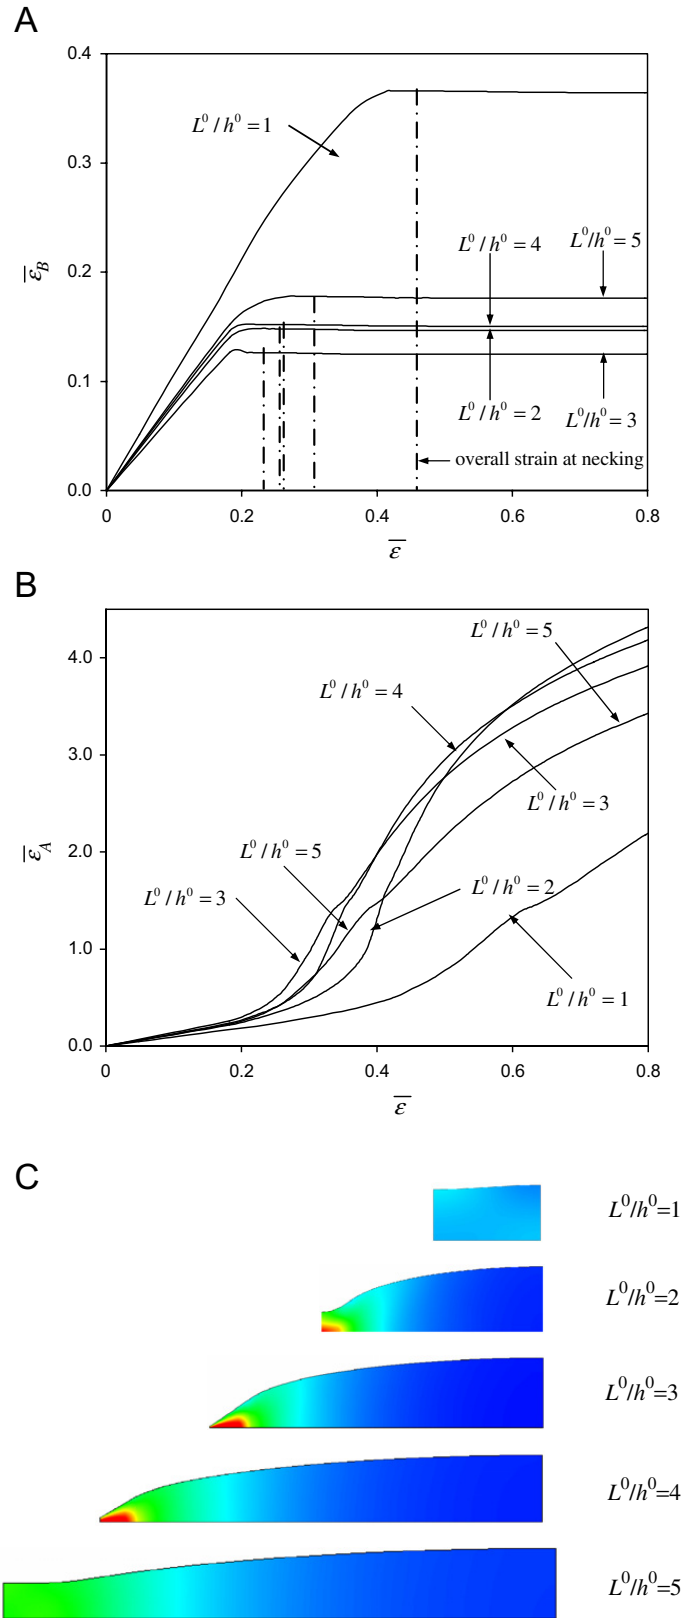 A
0.4
L⁰/h⁰ = 1
0.3
L⁰/h⁰ = 4
L⁰/h⁰ = 5
ε̅_B
0.2
0.1
L⁰/h⁰ = 2
L⁰/h⁰ = 3
overall strain at necking
0.0
0 0.2 0.4 0.6 0.8
ε̅
B
L⁰/h⁰ = 5
4.0
L⁰/h⁰ = 4
3.0
L⁰/h⁰ = 3
ε̅_A
2.0
L⁰/h⁰ = 5
L⁰/h⁰ = 2
L⁰/h⁰ = 3
1.0
L⁰/h⁰ = 1
0.0
0 0.2 0.4 0.6 0.8
ε̅
C
L⁰/h⁰=1
L⁰/h⁰=2
L⁰/h⁰=3
L⁰/h⁰=4
L⁰/h⁰=5